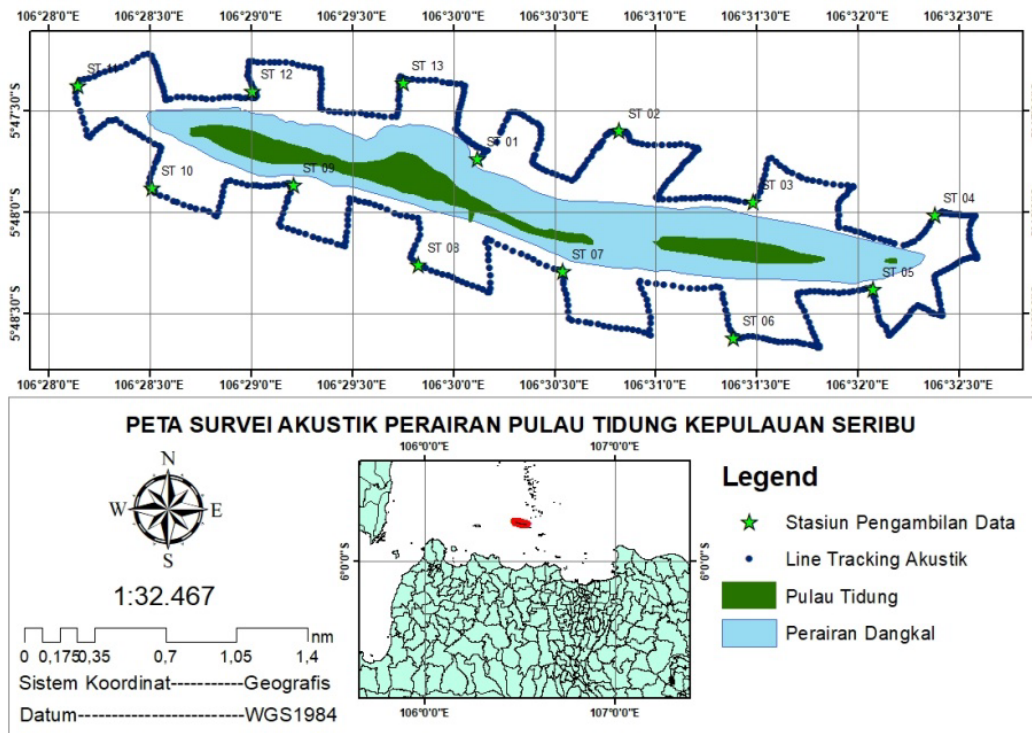 106°28'0"E 106°28'30"E 106°29'0"E 106°29'30"E 106°30'0"E 106°30'30"E 106°31'0"E 106°31'30"E 106°32'0"E 106°32'30"E
ST 11
ST 12
ST 13
5°47'30"S
ST 02
ST 01
ST 10
ST 09
ST 03
5°48'0"S
ST 04
ST 08
ST 07
ST 05
5°48'30"S
ST 06
106°28'0"E 106°28'30"E 106°29'0"E 106°29'30"E 106°30'0"E 106°30'30"E 106°31'0"E 106°31'30"E 106°32'0"E 106°32'30"E
PETA SURVEI AKUSTIK PERAIRAN PULAU TIDUNG KEPULAUAN SERIBU
N
W E
S
1:32.467
nm
0 0,175 0,35 0,7 1,05 1,4
Sistem Koordinat-----------Geografis
Datum-----------------------WGS1984
106°0'0"E 107°0'0"E
6°0'0"S 6°0'0"S
106°0'0"E 107°0'0"E
Legend
Stasiun Pengambilan Data
Line Tracking Akustik
Pulau Tidung
Perairan Dangkal